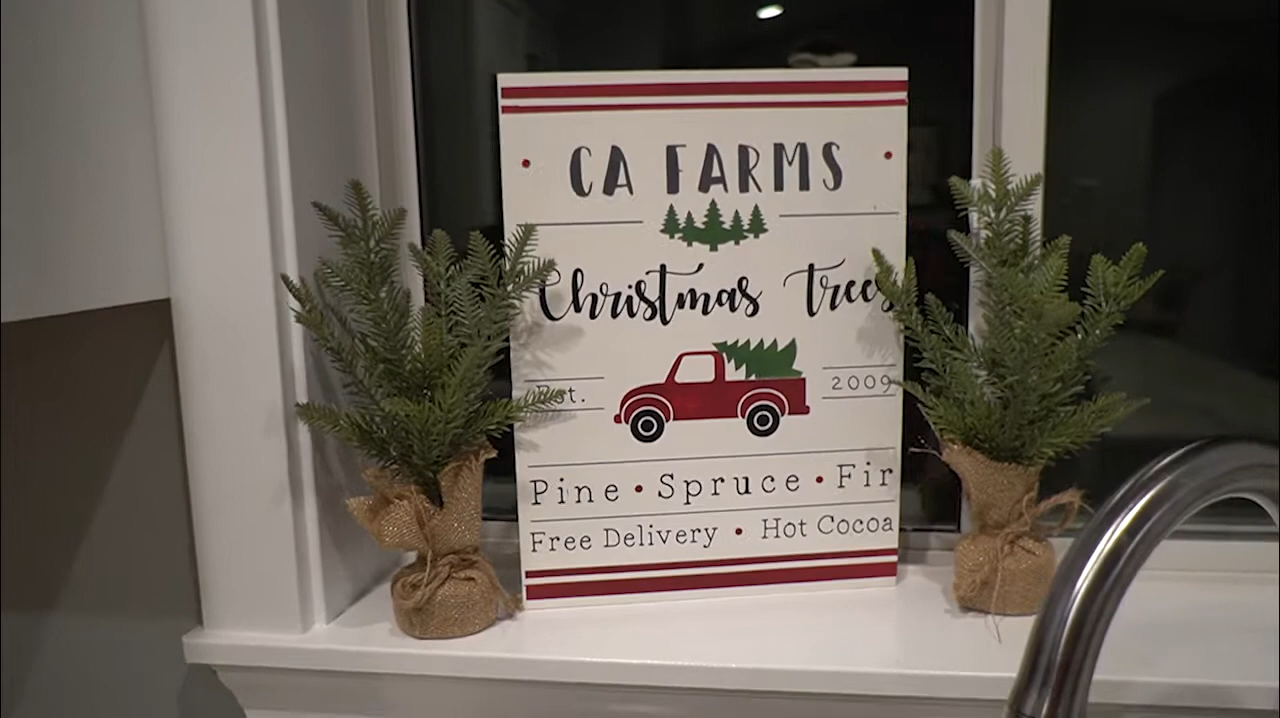 CA FARMS
Christmas Trees
Est. 2009
Pine • Spruce • Fir
Free Delivery • Hot Cocoa